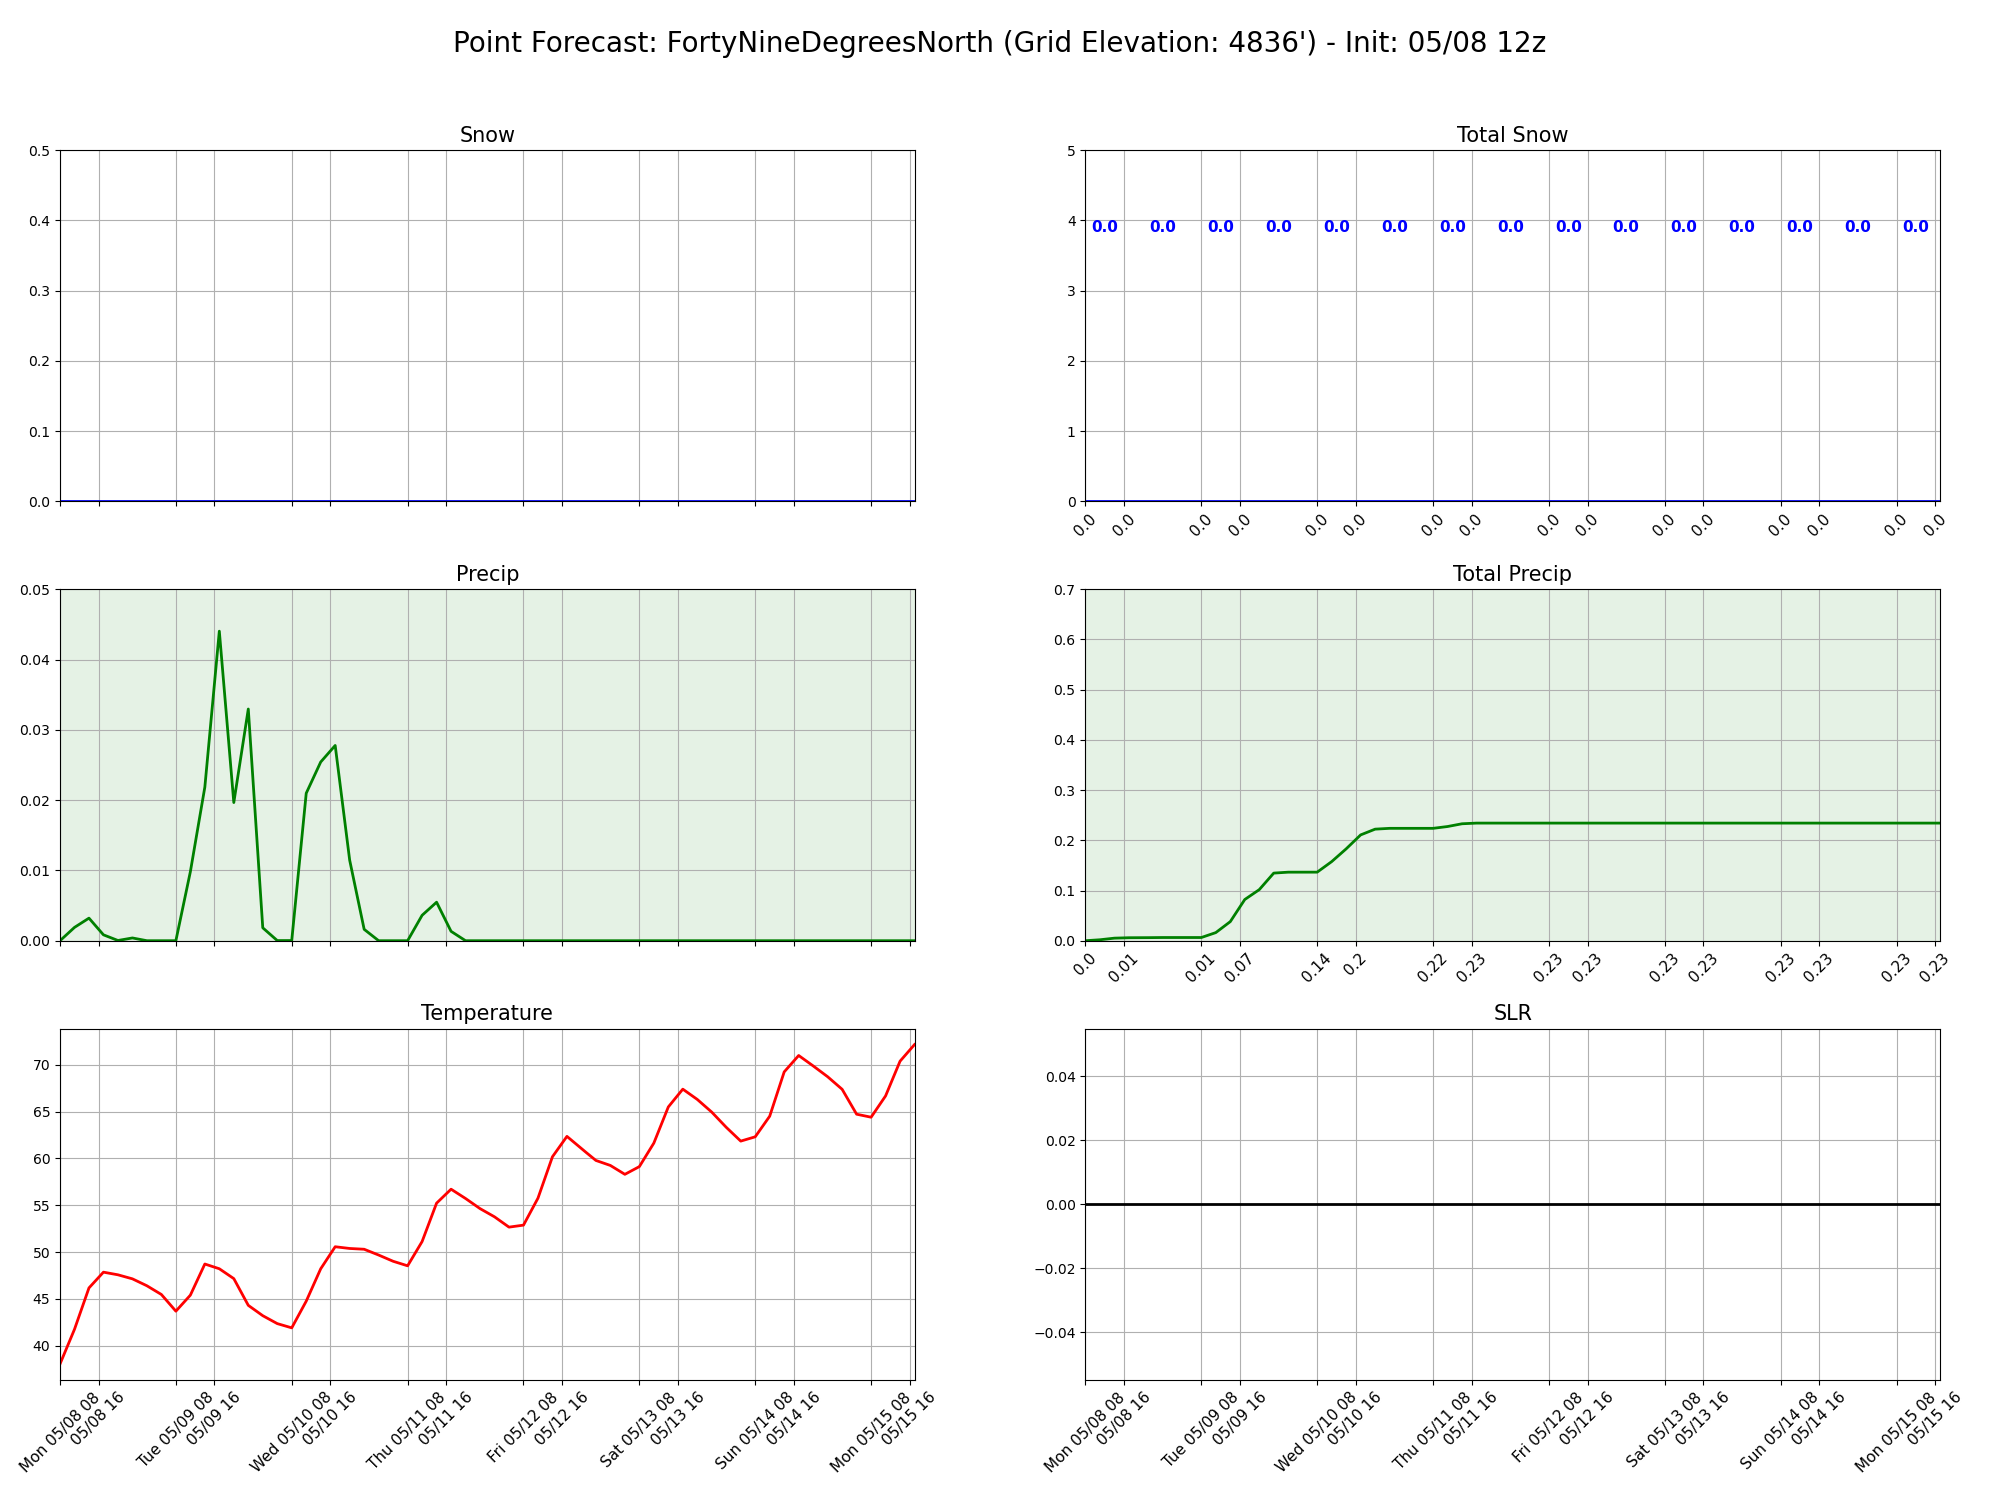 Point Forecast: FortyNineDegreesNorth (Grid Elevation: 4836') - Init: 05/08 12z
Snow
0.5
0.4
0.3
0.2
0.1
0.0
Total Snow
5
4
3
2
1
0
0.0 0.0 0.0 0.0 0.0 0.0 0.0 0.0 0.0 0.0 0.0 0.0 0.0 0.0 0.0
0.0 0.0 0.0 0.0 0.0 0.0 0.0 0.0 0.0 0.0 0.0 0.0 0.0 0.0 0.0 0.0
Precip
0.05
0.04
0.03
0.02
0.01
0.00
Total Precip
0.7
0.6
0.5
0.4
0.3
0.2
0.1
0.0
0.0 0.01 0.01 0.07 0.14 0.2 0.22 0.23 0.23 0.23 0.23 0.23 0.23 0.23 0.23 0.23
Temperature
70
65
60
55
50
45
40
Mon 05/08 08
05/08 16
Tue 05/09 08
05/09 16
Wed 05/10 08
05/10 16
Thu 05/11 08
05/11 16
Fri 05/12 08
05/12 16
Sat 05/13 08
05/13 16
Sun 05/14 08
05/14 16
Mon 05/15 08
05/15 16
SLR
0.04
0.02
0.00
−0.02
−0.04
Mon 05/08 08
05/08 16
Tue 05/09 08
05/09 16
Wed 05/10 08
05/10 16
Thu 05/11 08
05/11 16
Fri 05/12 08
05/12 16
Sat 05/13 08
05/13 16
Sun 05/14 08
05/14 16
Mon 05/15 08
05/15 16